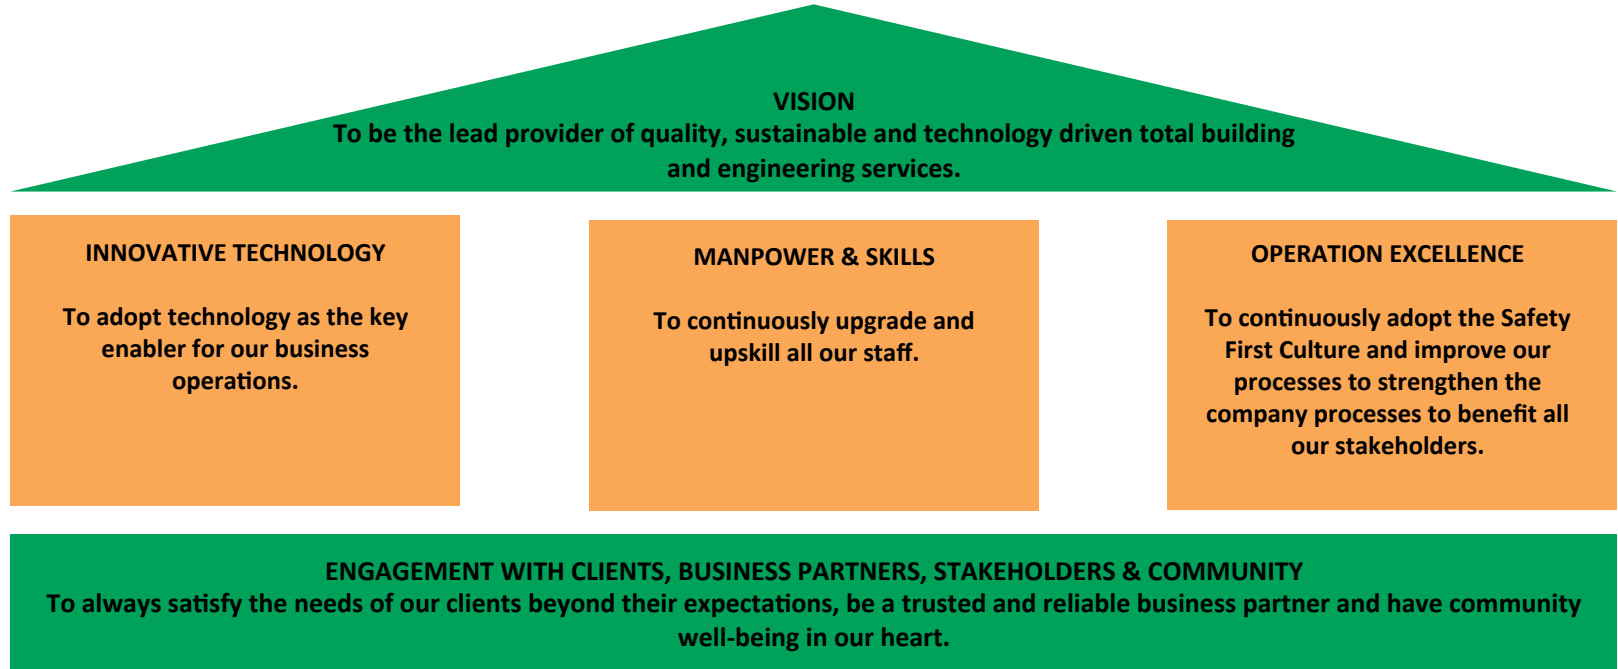 VISION
To be the lead provider of quality, sustainable and technology driven total building
and engineering services.
INNOVATIVE TECHNOLOGY
To adopt technology as the key
enabler for our business
operations.
MANPOWER & SKILLS
To continuously upgrade and
upskill all our staff.
OPERATION EXCELLENCE
To continuously adopt the Safety
First Culture and improve our
processes to strengthen the
company processes to benefit all
our stakeholders.
ENGAGEMENT WITH CLIENTS, BUSINESS PARTNERS, STAKEHOLDERS & COMMUNITY
To always satisfy the needs of our clients beyond their expectations, be a trusted and reliable business partner and have community
well-being in our heart.